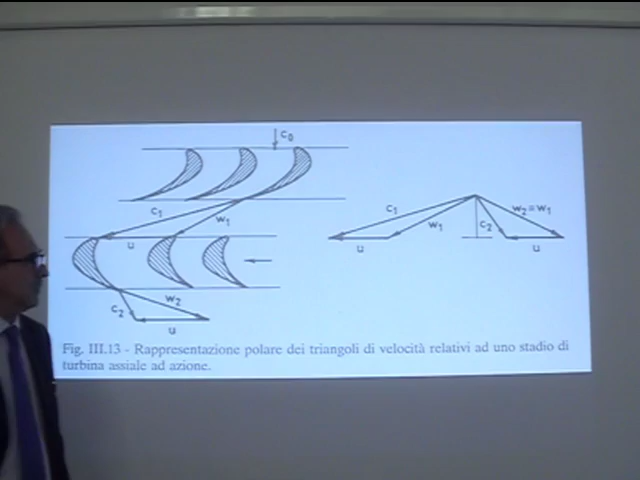 c0
c1
w1
u
c2
w2
u
c1
w1
c2
w2≡w1
u
u
Fig. III.13 - Rappresentazione polare dei triangoli di velocità relativi ad uno stadio di
turbina assiale ad azione.